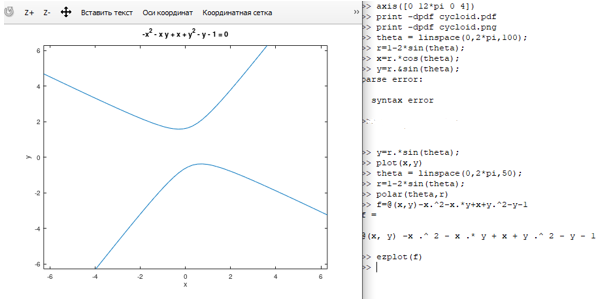 Z+ Z- Вставить текст Оси координат Координатная сетка »
-x² - x y + x + y² - y - 1 = 0
6
4
2
0
-2
-4
-6
y
-6 -4 -2 0 2 4 6
x
>> axis([0 12*pi 0 4])
>> print -dpdf cycloid.pdf
>> print -dpdf cycloid.png
>> theta = linspace(0,2*pi,100);
>> r=1-2*sin(theta);
>> x=r.*cos(theta);
>> y=r.&sin(theta);
parse error:
syntax error
>>
>> y=r.*sin(theta);
>> plot(x,y)
>> theta = linspace(0,2*pi,50);
>> r=1-2*sin(theta);
>> polar(theta,r)
>> f=@(x,y)-x.^2-x.*y+x+y.^2-y-1
f =
@(x, y) -x .^ 2 - x .* y + x + y .^ 2 - y - 1
>> ezplot(f)
>>